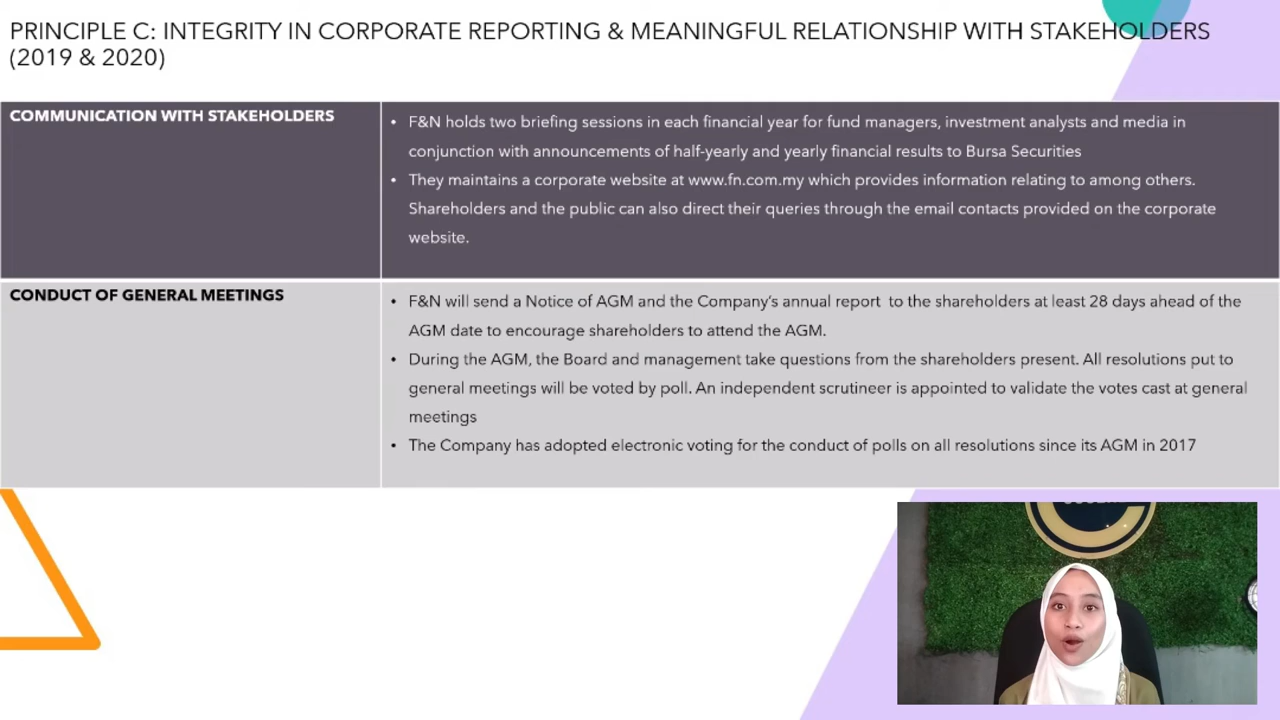 PRINCIPLE C: INTEGRITY IN CORPORATE REPORTING & MEANINGFUL RELATIONSHIP WITH STAKEHOLDERS
(2019 & 2020)
COMMUNICATION WITH STAKEHOLDERS
• F&N holds two briefing sessions in each financial year for fund managers, investment analysts and media in
conjunction with announcements of half-yearly and yearly financial results to Bursa Securities
• They maintains a corporate website at www.fn.com.my which provides information relating to among others.
Shareholders and the public can also direct their queries through the email contacts provided on the corporate
website.
CONDUCT OF GENERAL MEETINGS
• F&N will send a Notice of AGM and the Company's annual report to the shareholders at least 28 days ahead of the
AGM date to encourage shareholders to attend the AGM.
• During the AGM, the Board and management take questions from the shareholders present. All resolutions put to
general meetings will be voted by poll. An independent scrutineer is appointed to validate the votes cast at general
meetings
• The Company has adopted electronic voting for the conduct of polls on all resolutions since its AGM in 2017